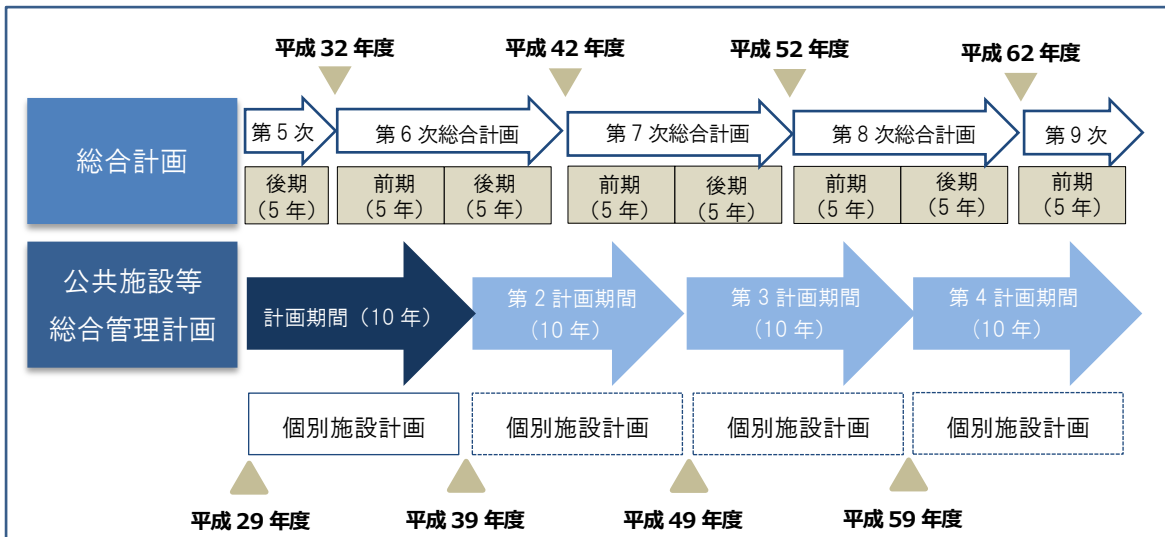 平成 32 年度
平成 42 年度
平成 52 年度
平成 62 年度
総合計画
第 5 次
第 6 次総合計画
第 7 次総合計画
第 8 次総合計画
第 9 次
後期
（5 年）
前期
（5 年）
後期
（5 年）
前期
（5 年）
後期
（5 年）
前期
（5 年）
後期
（5 年）
前期
（5 年）
公共施設等
総合管理計画
計画期間（10 年）
第 2 計画期間
（10 年）
第 3 計画期間
（10 年）
第 4 計画期間
（10 年）
個別施設計画
個別施設計画
個別施設計画
個別施設計画
平成 29 年度
平成 39 年度
平成 49 年度
平成 59 年度